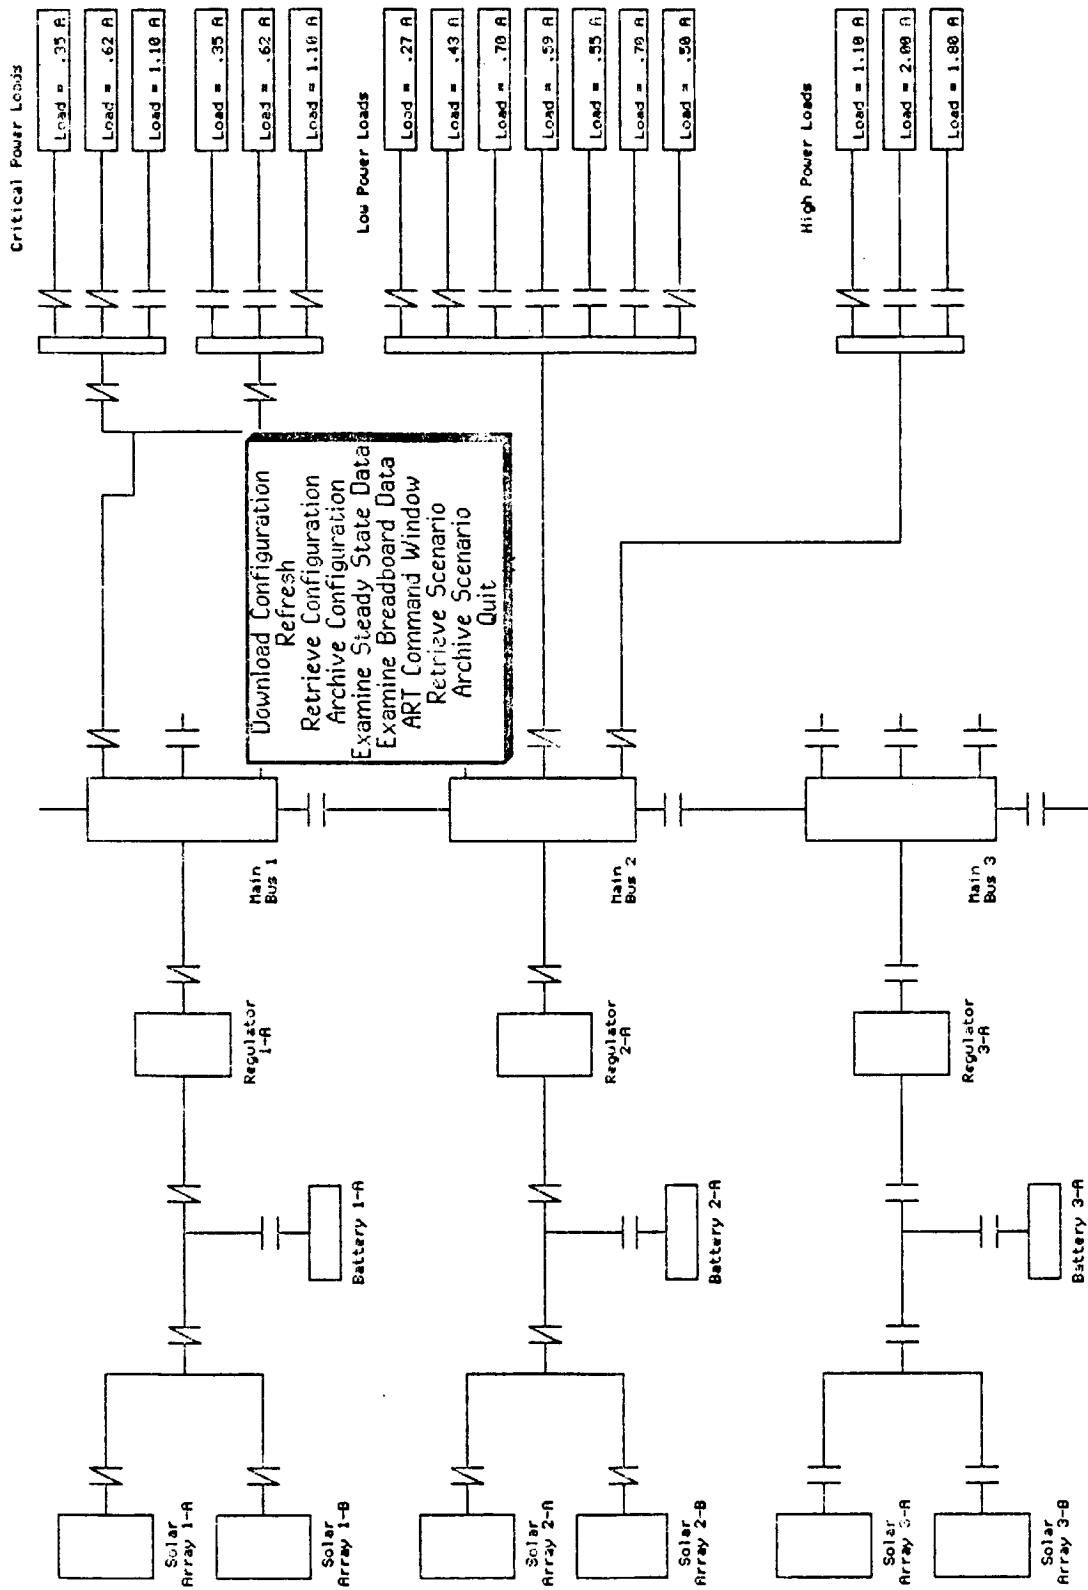 Critical Power Loads
Load = .35 A
Load = .62 A
Load = 1.10 A
Load = .35 A
Load = .62 A
Load = 1.10 A
Low Power Loads
Load = .27 A
Load = .43 A
Load = .70 A
Load = .59 A
Load = .55 A
Load = .70 A
Load = .50 A
High Power Loads
Load = 1.10 A
Load = 2.00 A
Load = 1.80 A
Download Configuration
Refresh
Retrieve Configuration
Archive Configuration
Examine Steady State Data
Examine Breadboard Data
ART Command Window
Retrieve Scenario
Archive Scenario
Quit
Main
Bus 1
Main
Bus 2
Main
Bus 3
Regulator
1-A
Regulator
2-A
Regulator
3-A
Battery 1-A
Battery 2-A
Battery 3-A
Solar
Array 1-A
Solar
Array 1-B
Solar
Array 2-A
Solar
Array 2-B
Solar
Array 3-A
Solar
Array 3-B